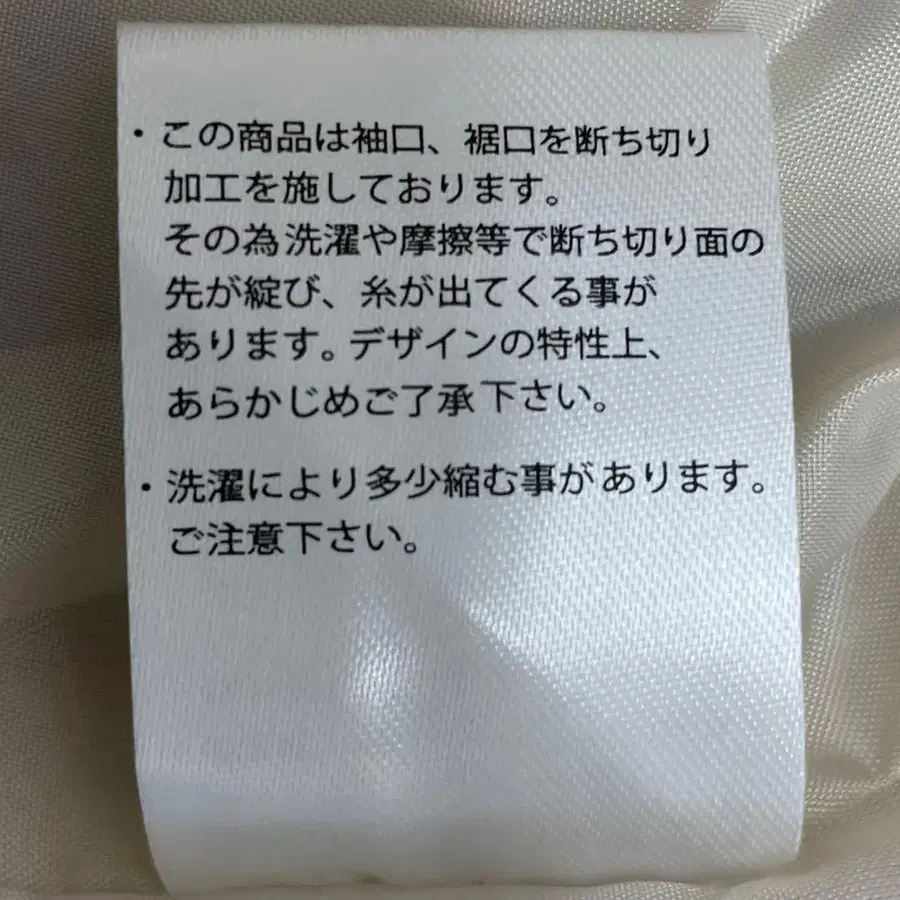 ・この商品は袖口、裾口を断ち切り
加工を施しております。
その為洗濯や摩擦等で断ち切り面の
先が綻び、糸が出てくる事が
あります。デザインの特性上、
あらかじめご了承下さい。
・洗濯により多少縮む事があります。
ご注意下さい。